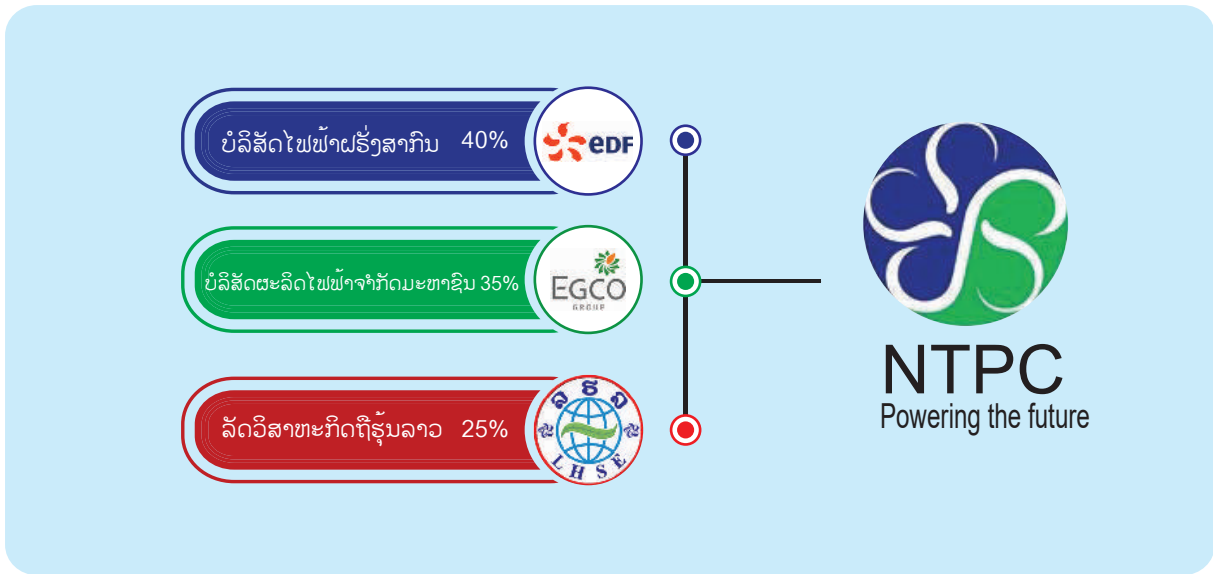 ບໍລິສັດໄຟຟ້າຝຣັ່ງສາກົນ 40%
eDF
ບໍລິສັດຜະລິດໄຟຟ້າຈຳກັດມະຫາຊົນ 35%
EGCO
GROUP
ລັດວິສາຫະກິດຖືຮຸ້ນລາວ 25%
ລຮລ
LHSE
NTPC
Powering the future